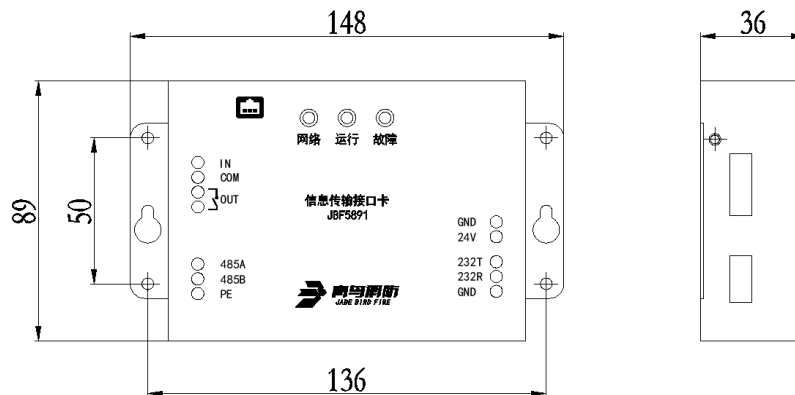 148
36
网络 运行 故障
IN
COM
OUT
信息传输接口卡
JBF5891
89
50
GND
24V
485A
485B
PE
232T
232R
GND
青鸟消防
JADE BIRD FIRE
136